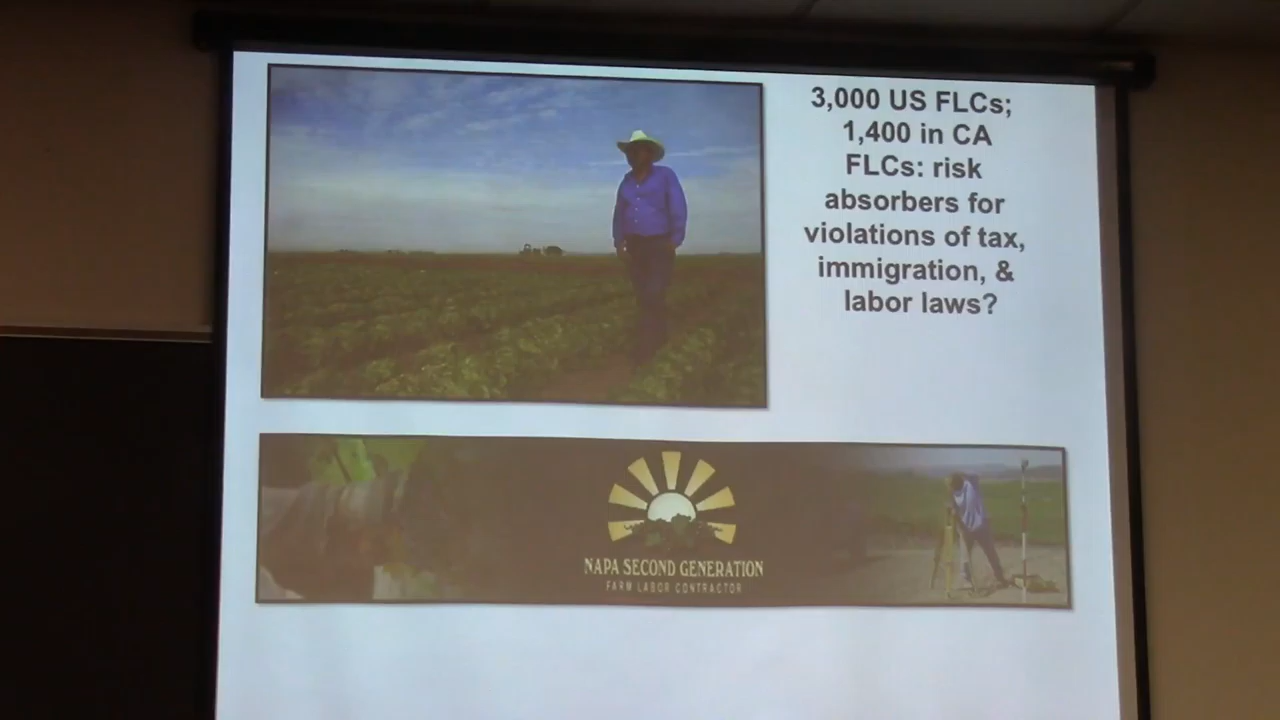 3,000 US FLCs;
1,400 in CA
FLCs: risk
absorbers for
violations of tax,
immigration, &
labor laws?
NAPA SECOND GENERATION
FARM LABOR CONTRACTOR